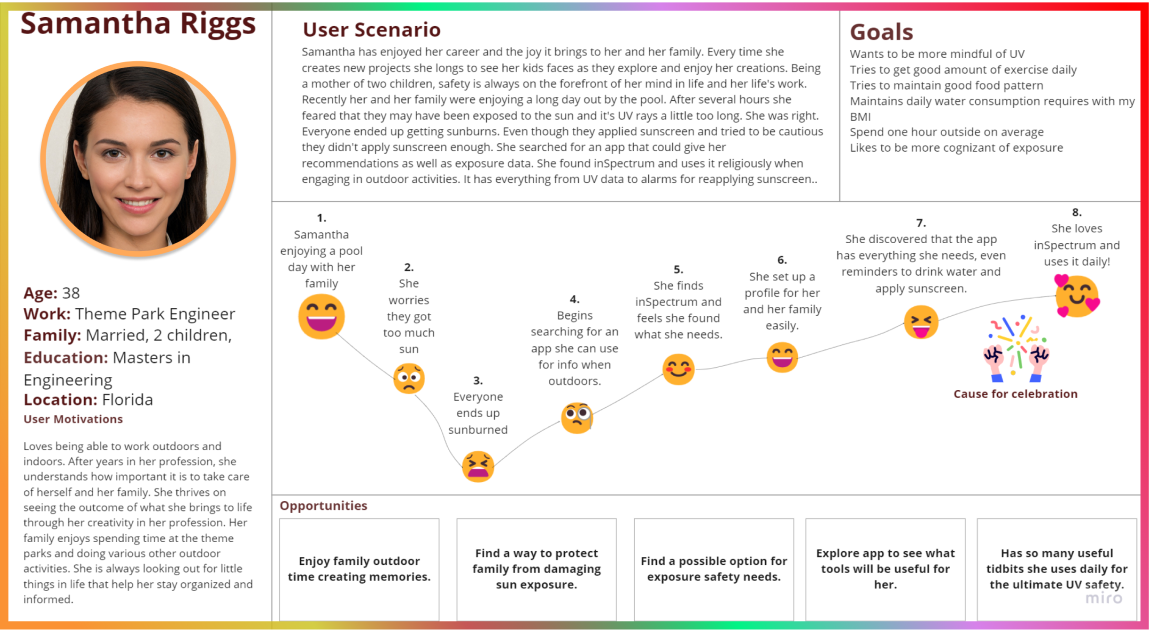 Samantha Riggs
Age: 38
Work: Theme Park Engineer
Family: Married, 2 children,
Education: Masters in
Engineering
Location: Florida
User Motivations
Loves being able to work outdoors and
indoors. After years in her profession, she
understands how important it is to take care
of herself and her family. She thrives on
seeing the outcome of what she brings to life
through her creativity in her profession. Her
family enjoys spending time at the theme
parks and doing various other outdoor
activities. She is always looking out for little
things in life that help her stay organized and
informed.
User Scenario
Samantha has enjoyed her career and the joy it brings to her and her family. Every time she
creates new projects she longs to see her kids faces as they explore and enjoy her creations. Being
a mother of two children, safety is always on the forefront of her mind in life and her life's work.
Recently her and her family were enjoying a long day out by the pool. After several hours she
feared that they may have been exposed to the sun and it's UV rays a little too long. She was right.
Everyone ended up getting sunburns. Even though they applied sunscreen and tried to be cautious
they didn't apply sunscreen enough. She searched for an app that could give her
recommendations as well as exposure data. She found inSpectrum and uses it religiously when
engaging in outdoor activities. It has everything from UV data to alarms for reapplying sunscreen..
Goals
Wants to be more mindful of UV
Tries to get good amount of exercise daily
Tries to maintain good food pattern
Maintains daily water consumption requires with my
BMI
Spend one hour outside on average
Likes to be more cognizant of exposure
1.
Samantha
enjoying a pool
day with her
family
2.
She
worries
they got
too much
sun
3.
Everyone
ends up
sunburned
4.
Begins
searching for an
app she can use
for info when
outdoors.
5.
She finds
inSpectrum and
feels she found
what she needs.
6.
She set up a
profile for her
and her family
easily.
7.
She discovered that the app
has everything she needs, even
reminders to drink water and
apply sunscreen.
8.
She loves
inSpectrum and
uses it daily!
Cause for celebration
Opportunities
Enjoy family outdoor
time creating memories.
Find a way to protect
family from damaging
sun exposure.
Find a possible option for
exposure safety needs.
Explore app to see what
tools will be useful for
her.
Has so many useful
tidbits she uses daily for
the ultimate UV safety.
miro